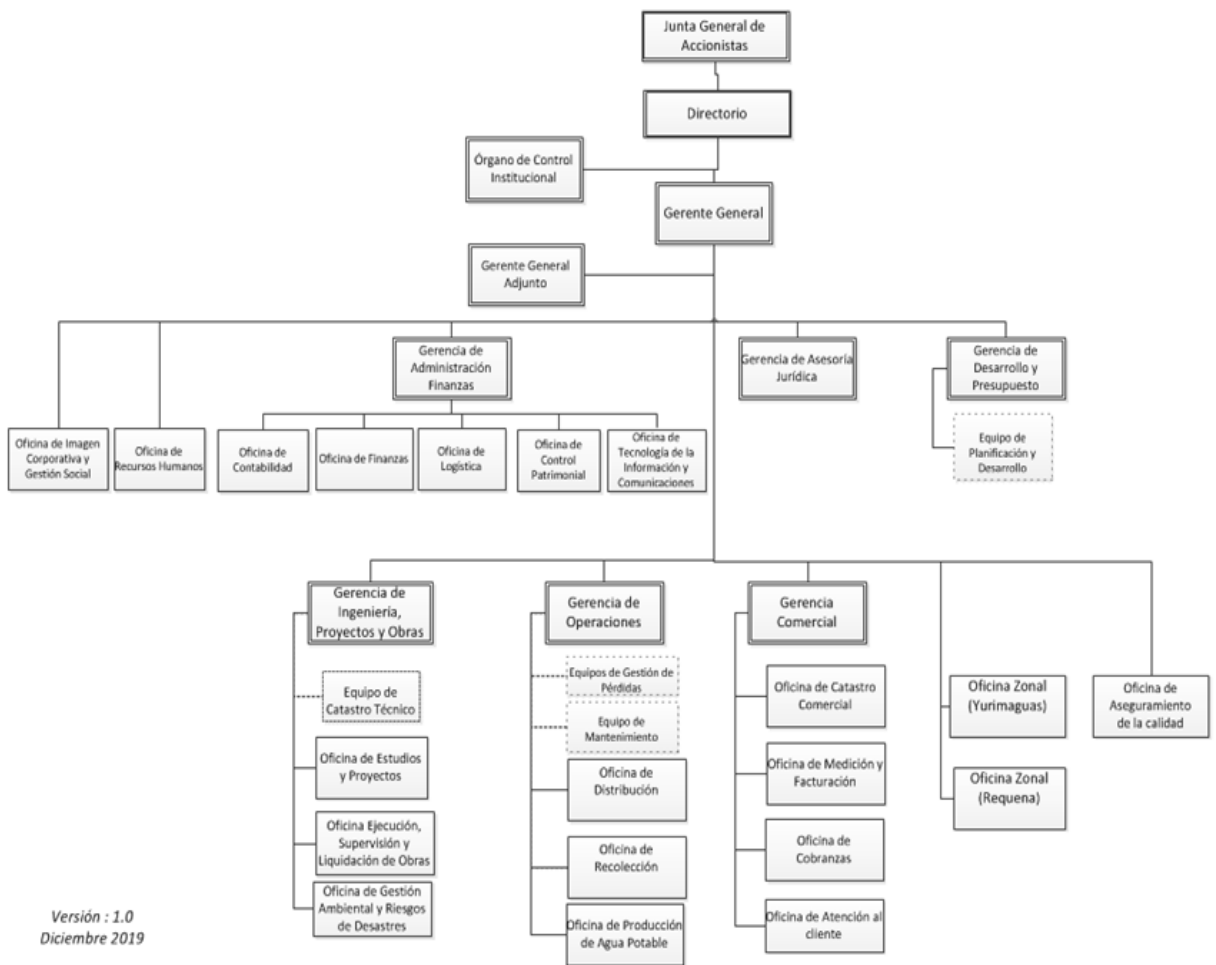 Junta General de
Accionistas
Directorio
Órgano de Control
Institucional
Gerente General
Gerente General
Adjunto
Gerencia de
Administración
Finanzas
Gerencia de Asesoría
Jurídica
Gerencia de
Desarrollo y
Presupuesto
Oficina de Imagen
Corporativa y
Gestión Social
Oficina de
Recursos Humanos
Oficina de
Contabilidad
Oficina de Finanzas
Oficina de
Logística
Oficina de
Control
Patrimonial
Oficina de
Tecnología de la
Información y
Comunicaciones
Equipo de
Planificación y
Desarrollo
Gerencia de
Ingeniería,
Proyectos y Obras
Equipo de
Catastro Técnico
Oficina de Estudios
y Proyectos
Oficina Ejecución,
Supervisión y
Liquidación de Obras
Oficina de Gestión
Ambiental y Riesgos
de Desastres
Gerencia de
Operaciones
Equipos de Gestión de
Pérdidas
Equipo de
Mantenimiento
Oficina de
Distribución
Oficina de
Recolección
Oficina de Producción
de Agua Potable
Gerencia
Comercial
Oficina de Catastro
Comercial
Oficina de Medición y
Facturación
Oficina de
Cobranzas
Oficina de Atención al
cliente
Oficina Zonal
(Yurimaguas)
Oficina Zonal
(Requena)
Oficina de
Aseguramiento
de la calidad
Versión : 1.0
Diciembre 2019